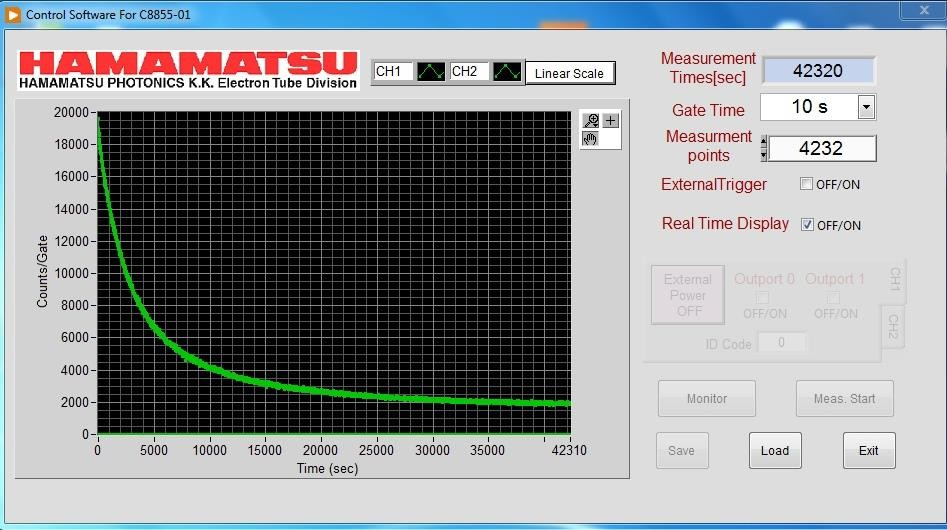 Control Software For C8855-01
HAMAMATSU
HAMAMATSU PHOTONICS K.K. Electron Tube Division
CH1 CH2 Linear Scale
Measurement
Times[sec]
42320
Gate Time
10 s
Measurment
points
4232
ExternalTrigger
OFF/ON
Real Time Display
OFF/ON
20000
18000
16000
14000
12000
10000
8000
6000
4000
2000
0
Counts/Gate
0 5000 10000 15000 20000 25000 30000 35000 42310
Time (sec)
External
Power
OFF
Outport 0 Outport 1
OFF/ON OFF/ON
ID Code 0
CH1
CH2
Monitor Meas. Start
Save Load Exit